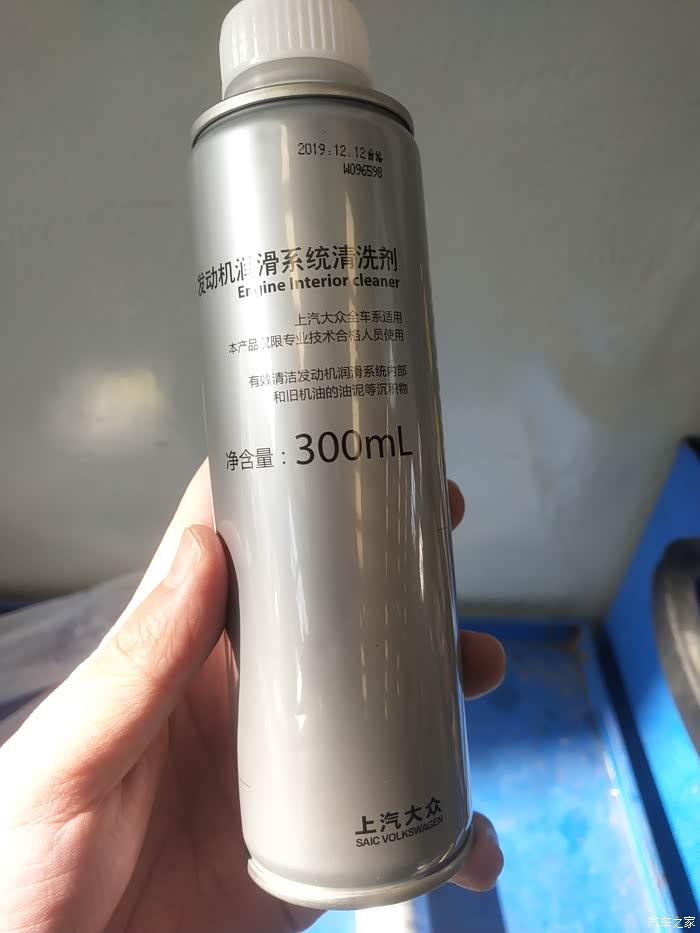 2019.12.12
W096598
发动机润滑系统清洗剂
Engine Interior cleaner
上汽大众全车系适用
本产品仅限专业技术合格人员使用
有效清洁发动机润滑系统内部
和旧机油的油泥等沉积物
净含量：300mL
上汽大众
SAIC VOLKSWAGEN
汽车之家